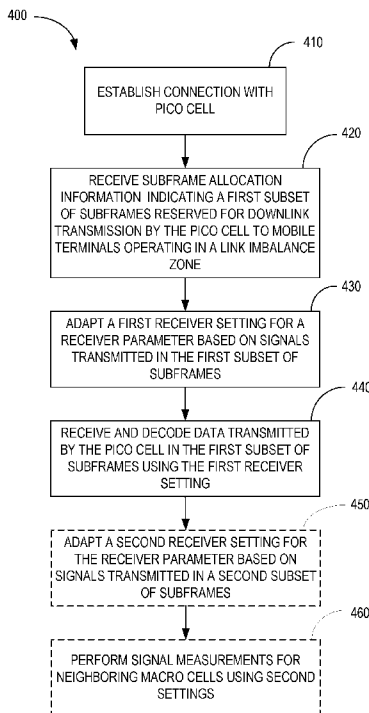 400
410
ESTABLISH CONNECTION WITH
PICO CELL
420
RECEIVE SUBFRAME ALLOCATION
INFORMATION INDICATING A FIRST SUBSET
OF SUBFRAMES RESERVED FOR DOWNLINK
TRANSMISSION BY THE PICO CELL TO MOBILE
TERMINALS OPERATING IN A LINK IMBALANCE
ZONE
430
ADAPT A FIRST RECEIVER SETTING FOR A
RECEIVER PARAMETER BASED ON SIGNALS
TRANSMITTED IN THE FIRST SUBSET OF
SUBFRAMES
440
RECEIVE AND DECODE DATA TRANSMITTED
BY THE PICO CELL IN THE FIRST SUBSET OF
SUBFRAMES USING THE FIRST RECEIVER
SETTING
450
ADAPT A SECOND RECEIVER SETTING FOR
THE RECEIVER PARAMETER BASED ON
SIGNALS TRANSMITTED IN A SECOND SUBSET
OF SUBFRAMES
460
PERFORM SIGNAL MEASUREMENTS FOR
NEIGHBORING MACRO CELLS USING SECOND
SETTINGS